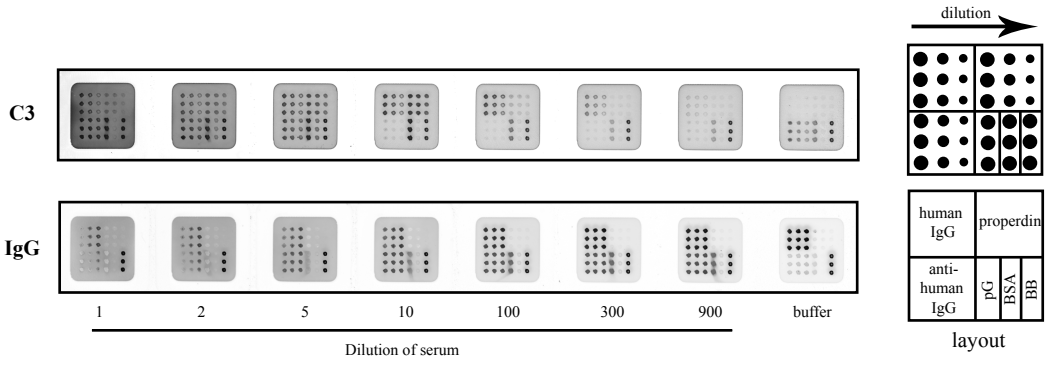 dilution
C3
IgG
human
IgG
properdin
anti-
human
IgG
pG
BSA
BB
layout
1 2 5 10 100 300 900 buffer
Dilution of serum